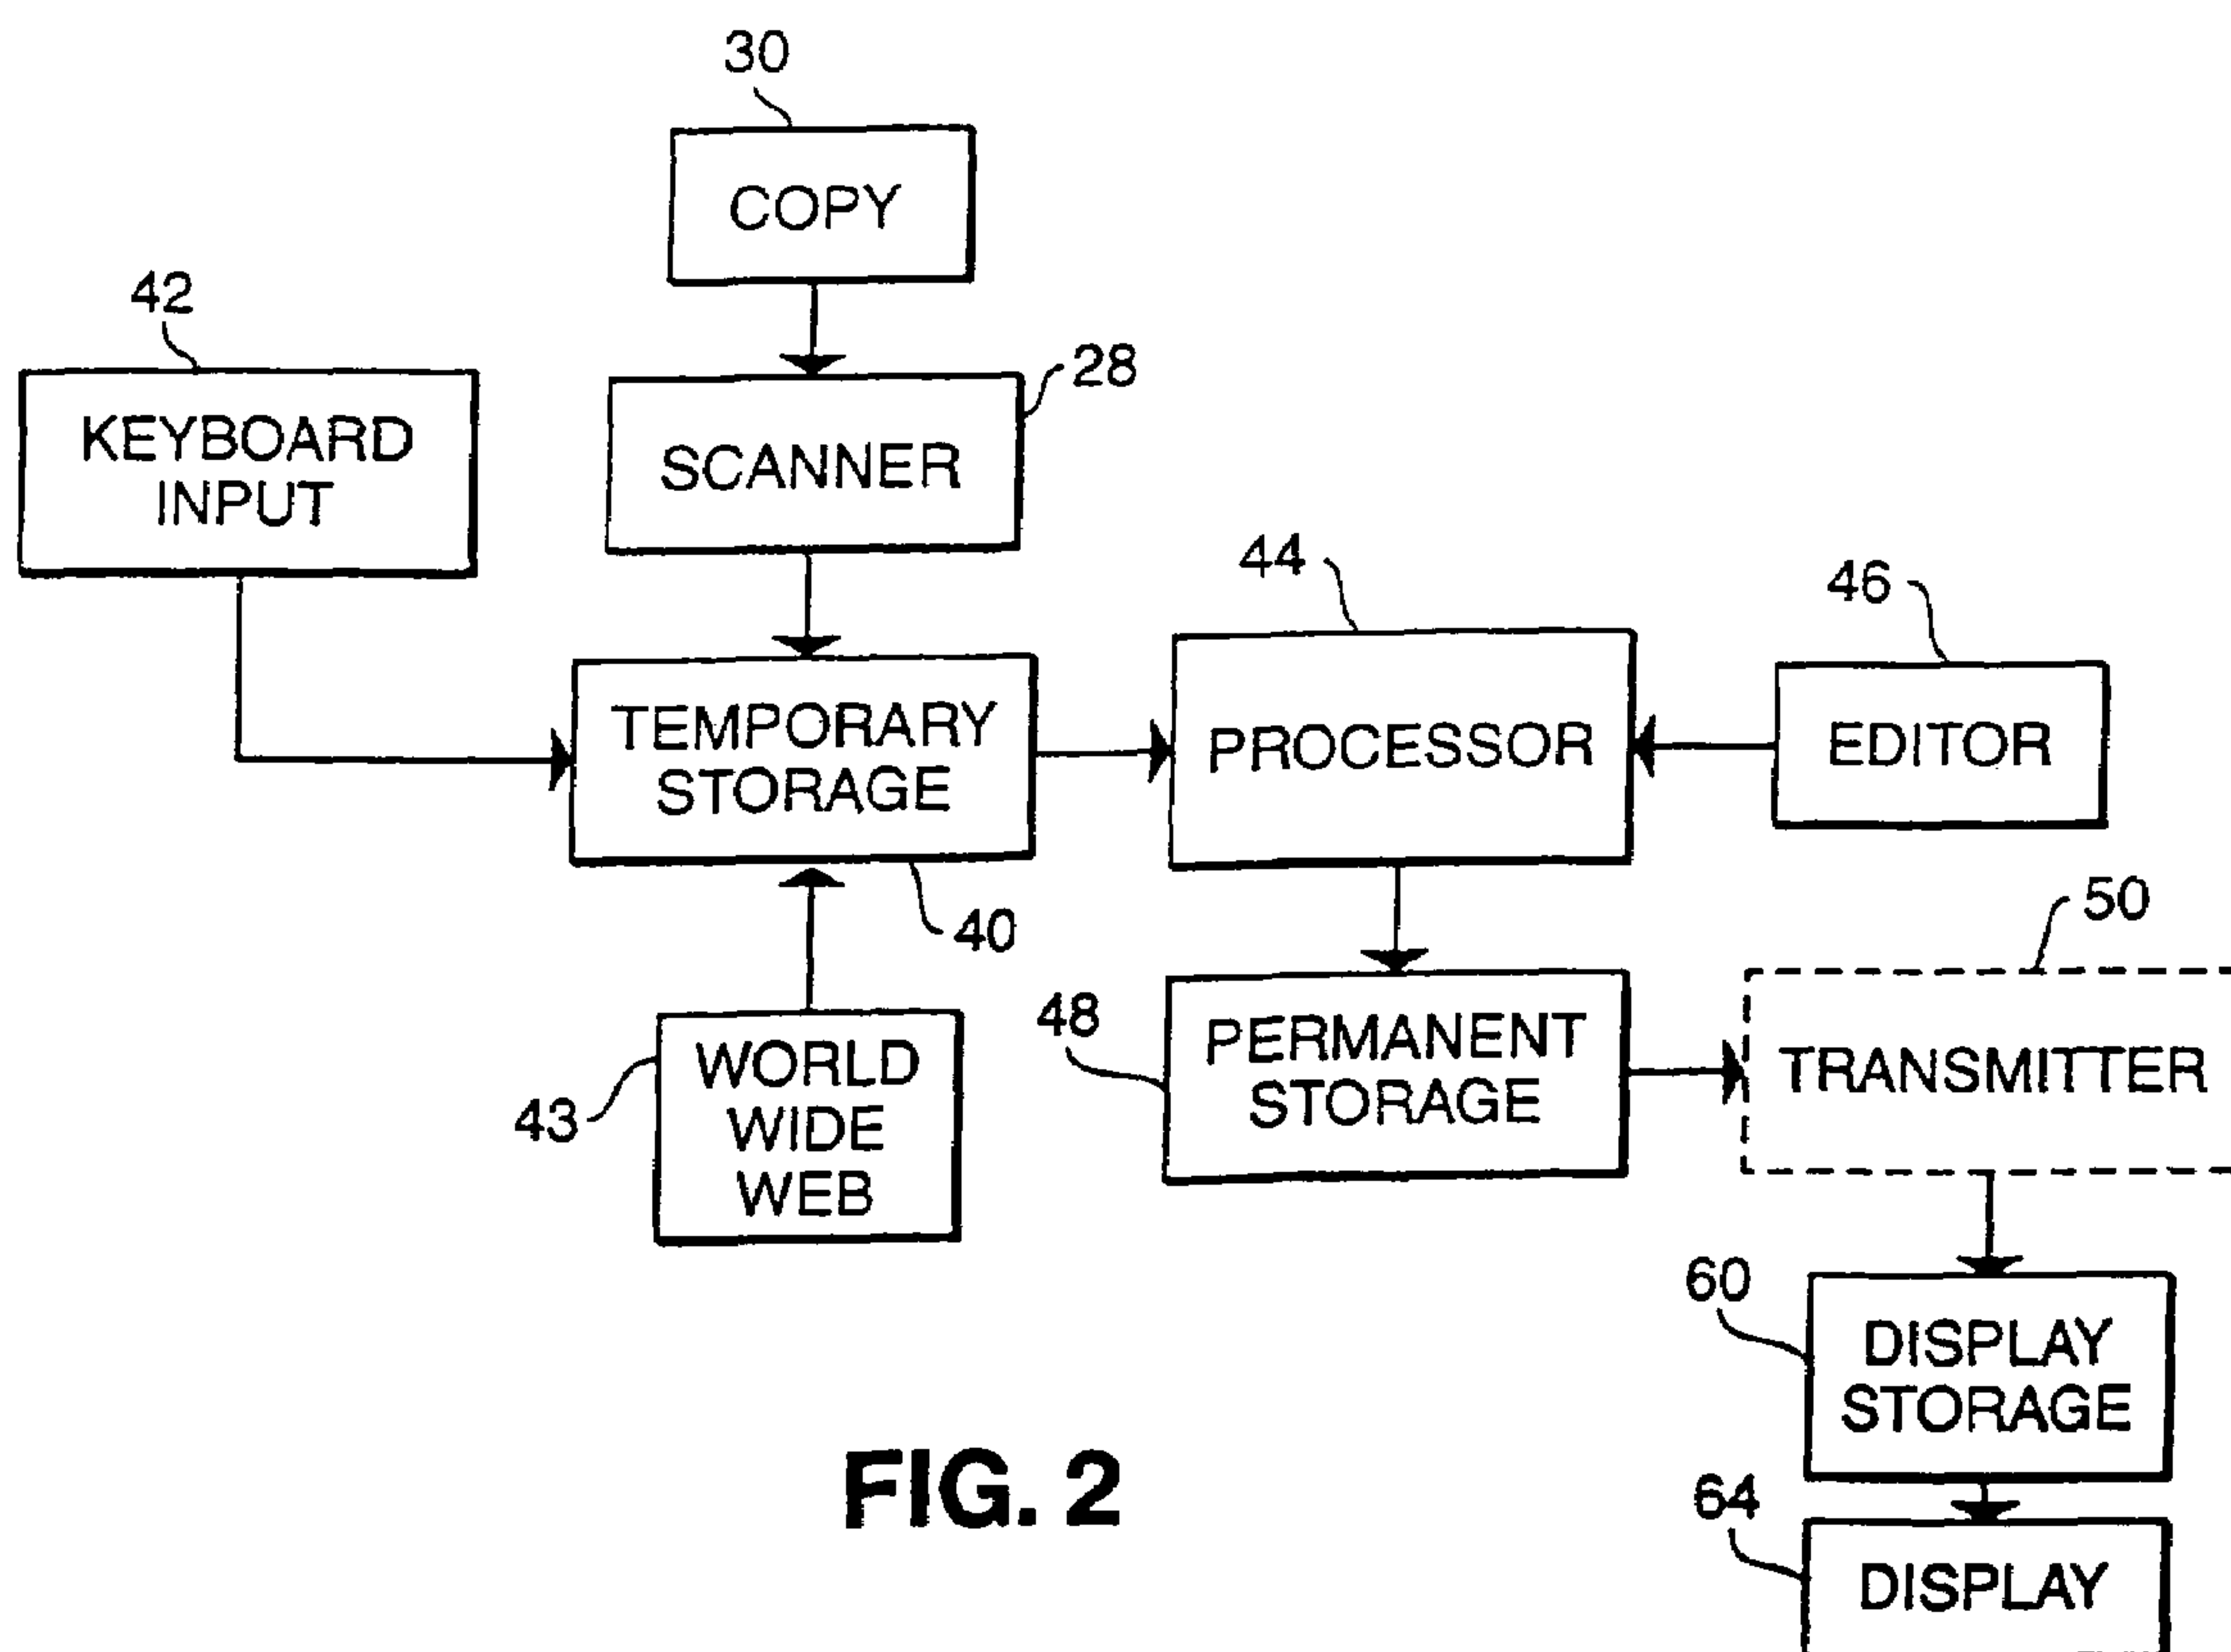 30
COPY
42
KEYBOARD
INPUT
28
SCANNER
44
46
TEMPORARY
STORAGE
PROCESSOR
EDITOR
40
50
43
WORLD
WIDE
WEB
48
PERMANENT
STORAGE
TRANSMITTER
60
DISPLAY
STORAGE
64
DISPLAY
FIG. 2